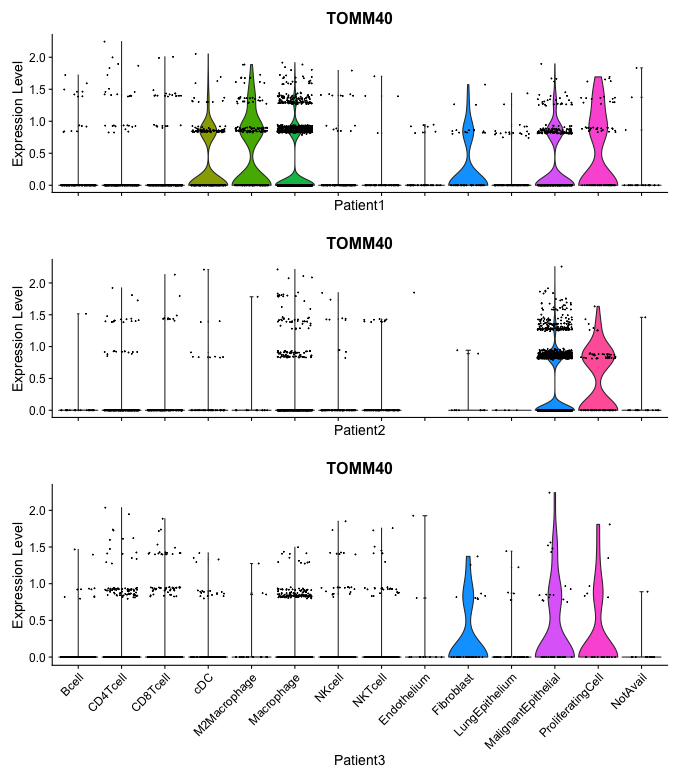 TOMM40
Expression Level
2.0
1.5
1.0
0.5
0.0
Patient1
TOMM40
Expression Level
2.0
1.5
1.0
0.5
0.0
Patient2
TOMM40
Expression Level
2.0
1.5
1.0
0.5
0.0
Bcell
CD4Tcell
CD8Tcell
cDC
M2Macrophage
Macrophage
NKcell
NKTcell
Endothelium
Fibroblast
LungEpithelium
MalignantEpithelial
ProliferatingCell
NotAvail
Patient3